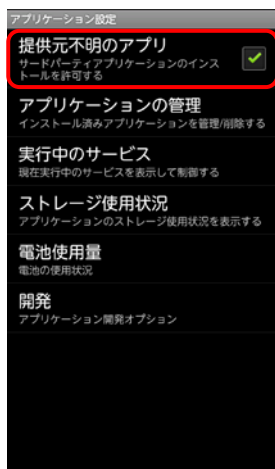 アプリケーション設定
提供元不明のアプリ
サードパーティアプリケーションのインス
トールを許可する
アプリケーションの管理
インストール済みアプリケーションを管理/削除する
実行中のサービス
現在実行中のサービスを表示して制御する
ストレージ使用状況
アプリケーションのストレージ使用状況を表示する
電池使用量
電池の使用状況
開発
アプリケーション開発オプション